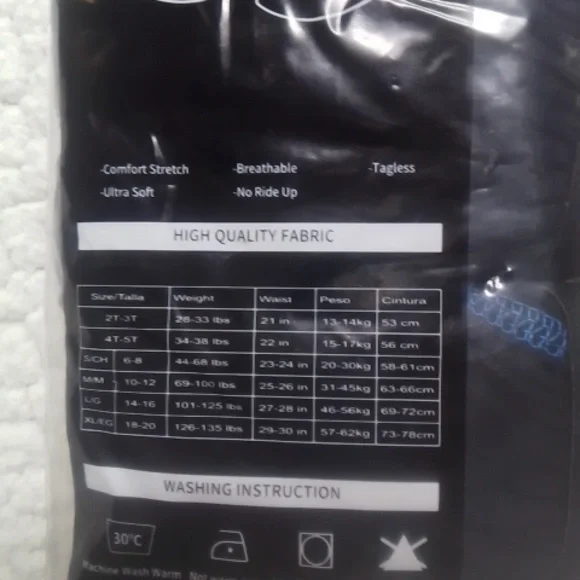 -Comfort Stretch -Breathable -Tagless
-Ultra Soft -No Ride Up
HIGH QUALITY FABRIC
Size/Talla Weight Waist Peso Cintura
2T-3T 28-33 lbs 21 in 13-14kg 53 cm
4T-5T 34-38 lbs 22 in 15-17kg 56 cm
S/CH 6-8 44-68 lbs 23-24 in 20-30kg 58-61cm
M/M 10-12 69-100 lbs 25-26 in 31-45kg 63-66cm
L/G 14-16 101-125 lbs 27-28 in 46-56kg 69-72cm
XL/EG 18-20 126-135 lbs 29-30 in 57-62kg 73-78cm
WASHING INSTRUCTION
30°C
Machine Wash Warm